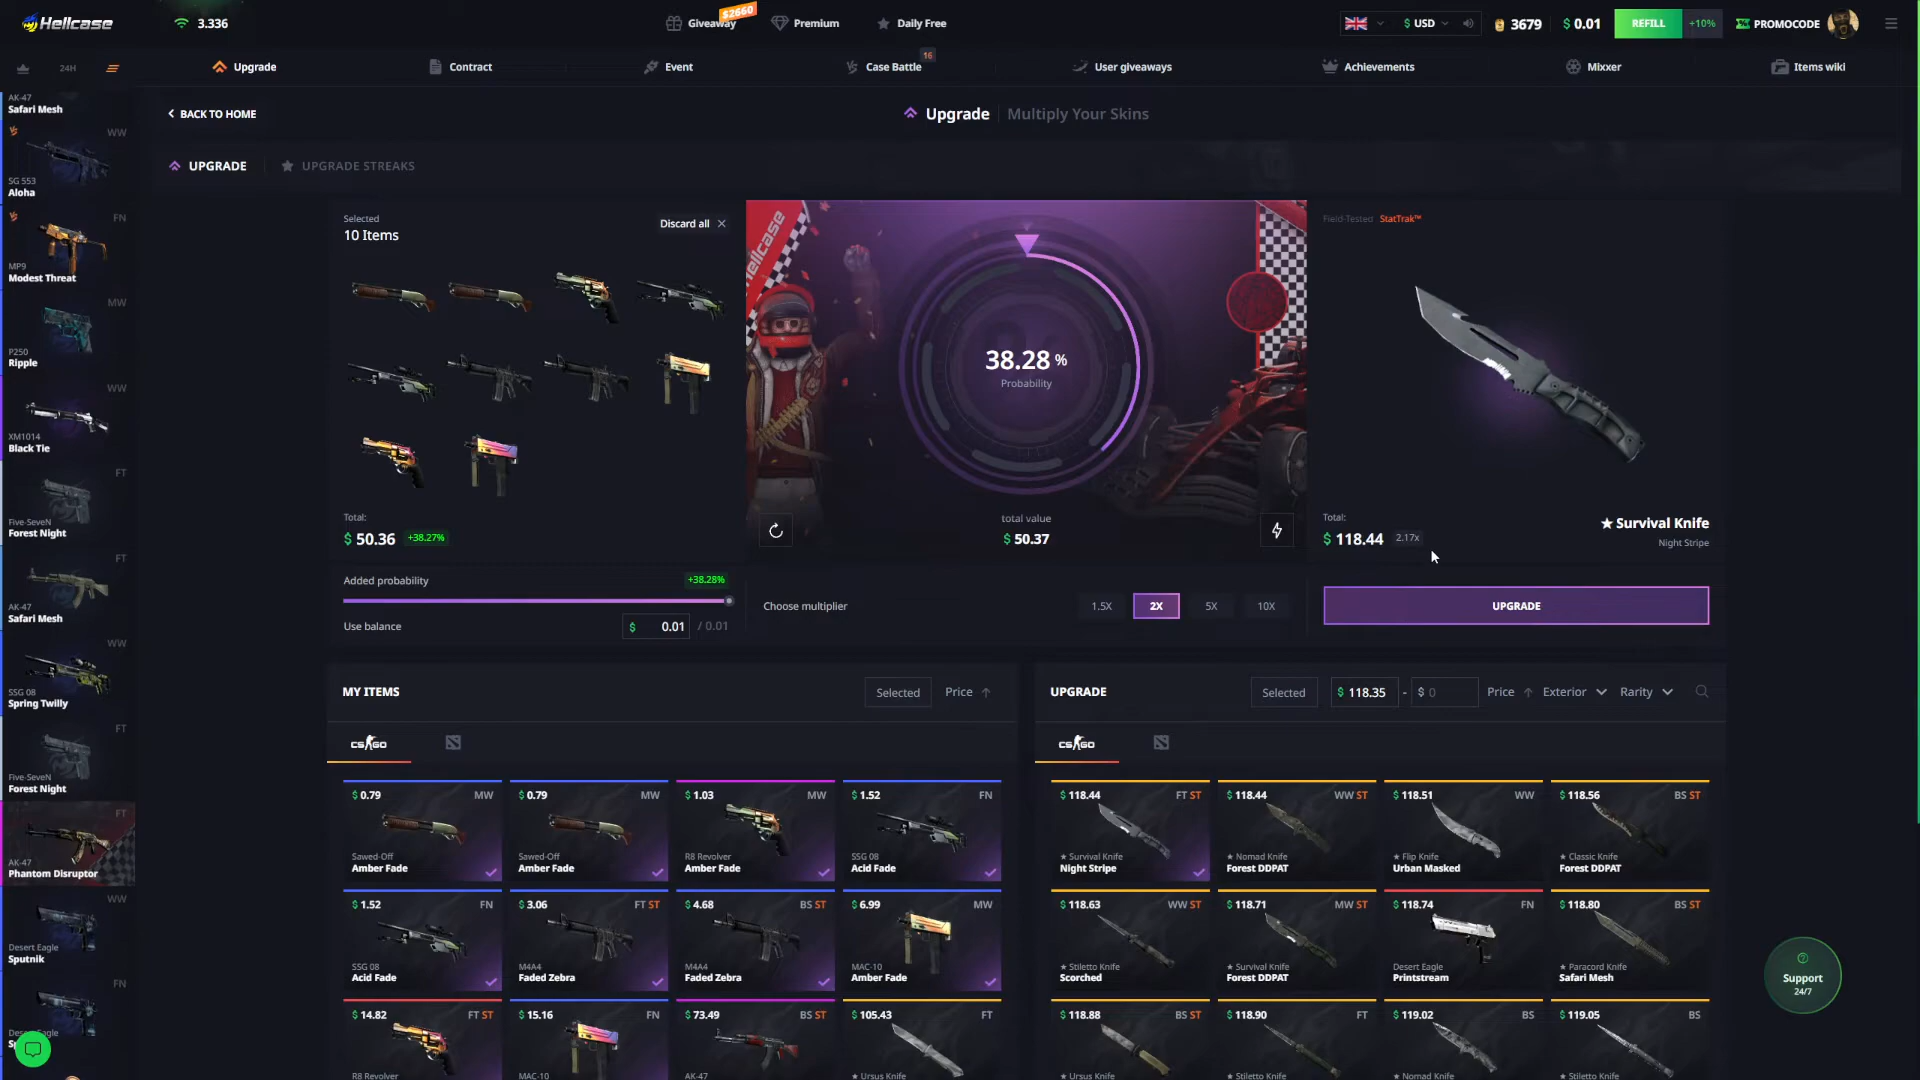 Hellcase
3.336
Giveaway
$2660
Premium
Daily Free
$ USD
3679
$ 0.01
REFILL
+10%
PROMOCODE
24H
Upgrade
Contract
Event
Case Battle
16
User giveaways
Achievements
Mixxer
Items wiki
BACK TO HOME
Upgrade
Multiply Your Skins
UPGRADE
UPGRADE STREAKS
AK-47
Safari Mesh
WW
SG 553
Aloha
FN
MP9
Modest Threat
MW
P250
Ripple
WW
XM1014
Black Tie
FT
Five-SeveN
Forest Night
FT
AK-47
Safari Mesh
WW
SSG 08
Spring Twilly
FT
Five-SeveN
Forest Night
FT
AK-47
Phantom Disruptor
WW
Desert Eagle
Sputnik
FN
Selected
10 Items
Discard all
Total:
$ 50.36
+38.27%
Hellcase
38.28 %
Probability
total value
$ 50.37
Field-Tested StatTrak™
Total:
$ 118.44
2.17x
★ Survival Knife
Night Stripe
Added probability
+38.28%
Use balance
$ 0.01 / 0.01
Choose multiplier
1.5X
2X
5X
10X
UPGRADE
MY ITEMS
Selected
Price
CS GO
$ 0.79 MW
Sawed-Off
Amber Fade
$ 0.79 MW
Sawed-Off
Amber Fade
$ 1.03 MW
R8 Revolver
Amber Fade
$ 1.52 FN
SSG 08
Acid Fade
$ 1.52 FN
SSG 08
Acid Fade
$ 3.06 FT ST
M4A4
Faded Zebra
$ 4.68 BS ST
M4A4
Faded Zebra
$ 6.99 MW
MAC-10
Amber Fade
$ 14.82 FT ST
R8 Revolver
$ 15.16 FN
MAC-10
$ 73.49 BS ST
AK-47
$ 105.43 FT
★ Ursus Knife
UPGRADE
Selected
$ 118.35 - $ 0
Price
Exterior
Rarity
CS GO
$ 118.44 FT ST
★ Survival Knife
Night Stripe
$ 118.44 WW ST
★ Nomad Knife
Forest DDPAT
$ 118.51 WW
★ Flip Knife
Urban Masked
$ 118.56 BS ST
★ Classic Knife
Forest DDPAT
$ 118.63 WW ST
★ Stiletto Knife
Scorched
$ 118.71 MW ST
★ Survival Knife
Forest DDPAT
$ 118.74 FN
Desert Eagle
Printstream
$ 118.80 BS ST
★ Paracord Knife
Safari Mesh
$ 118.88 BS ST
★ Ursus Knife
$ 118.90 FT
★ Stiletto Knife
$ 119.02 BS
★ Nomad Knife
$ 119.05 BS
★ Stiletto Knife
Support
24/7